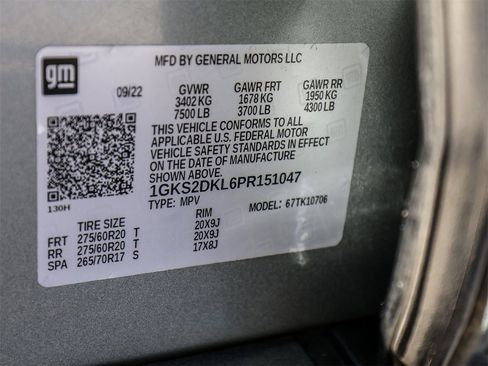 gm
MFD BY GENERAL MOTORS LLC
09/22 GVWR GAWR FRT GAWR RR
3402 KG 1678 KG 1950 KG
7500 LB 3700 LB 4300 LB
THIS VEHICLE CONFORMS TO ALL
APPLICABLE U.S. FEDERAL MOTOR
VEHICLE SAFETY STANDARDS IN EFFECT
ON THE DATE OF MANUFACTURE
SHOWN ABOVE.
1GKS2DKL6PR151047
130H TYPE: MPV MODEL: 67TK10706
TIRE SIZE RIM
FRT 275/60R20 T 20X9J
RR 275/60R20 T 20X9J
SPA 265/70R17 S 17X8J